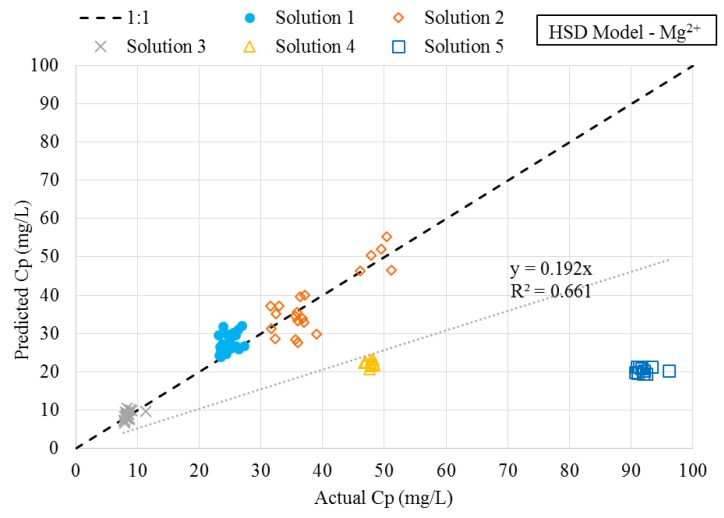 1:1 Solution 1 Solution 2
Solution 3 Solution 4 Solution 5
HSD Model - Mg²⁺
Predicted Cp (mg/L)
100
90
80
70
60
50
40
30
20
10
0
y = 0.192x
R² = 0.661
0 10 20 30 40 50 60 70 80 90 100
Actual Cp (mg/L)